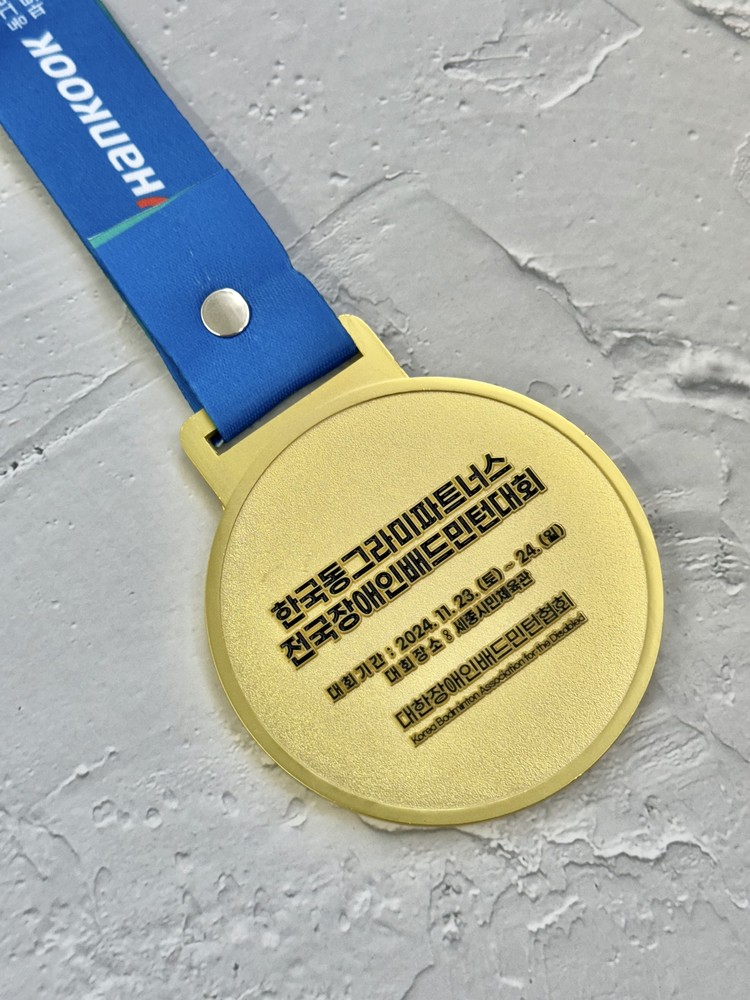 Hankook
한국동그라미파트너스
전국장애인배드민턴대회
대회기간 : 2024. 11. 23. (토) ~ 24. (일)
대회장소 : 세종시민체육관
대한장애인배드민턴협회
Korea Badminton Association for the Disabled